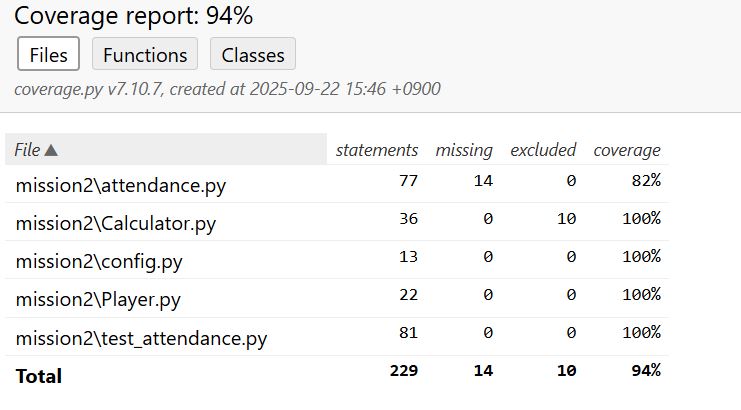 Coverage report: 94%
Files Functions Classes
coverage.py v7.10.7, created at 2025-09-22 15:46 +0900
File ▲ statements missing excluded coverage
mission2\attendance.py 77 14 0 82%
mission2\Calculator.py 36 0 10 100%
mission2\config.py 13 0 0 100%
mission2\Player.py 22 0 0 100%
mission2\test_attendance.py 81 0 0 100%
Total 229 14 10 94%